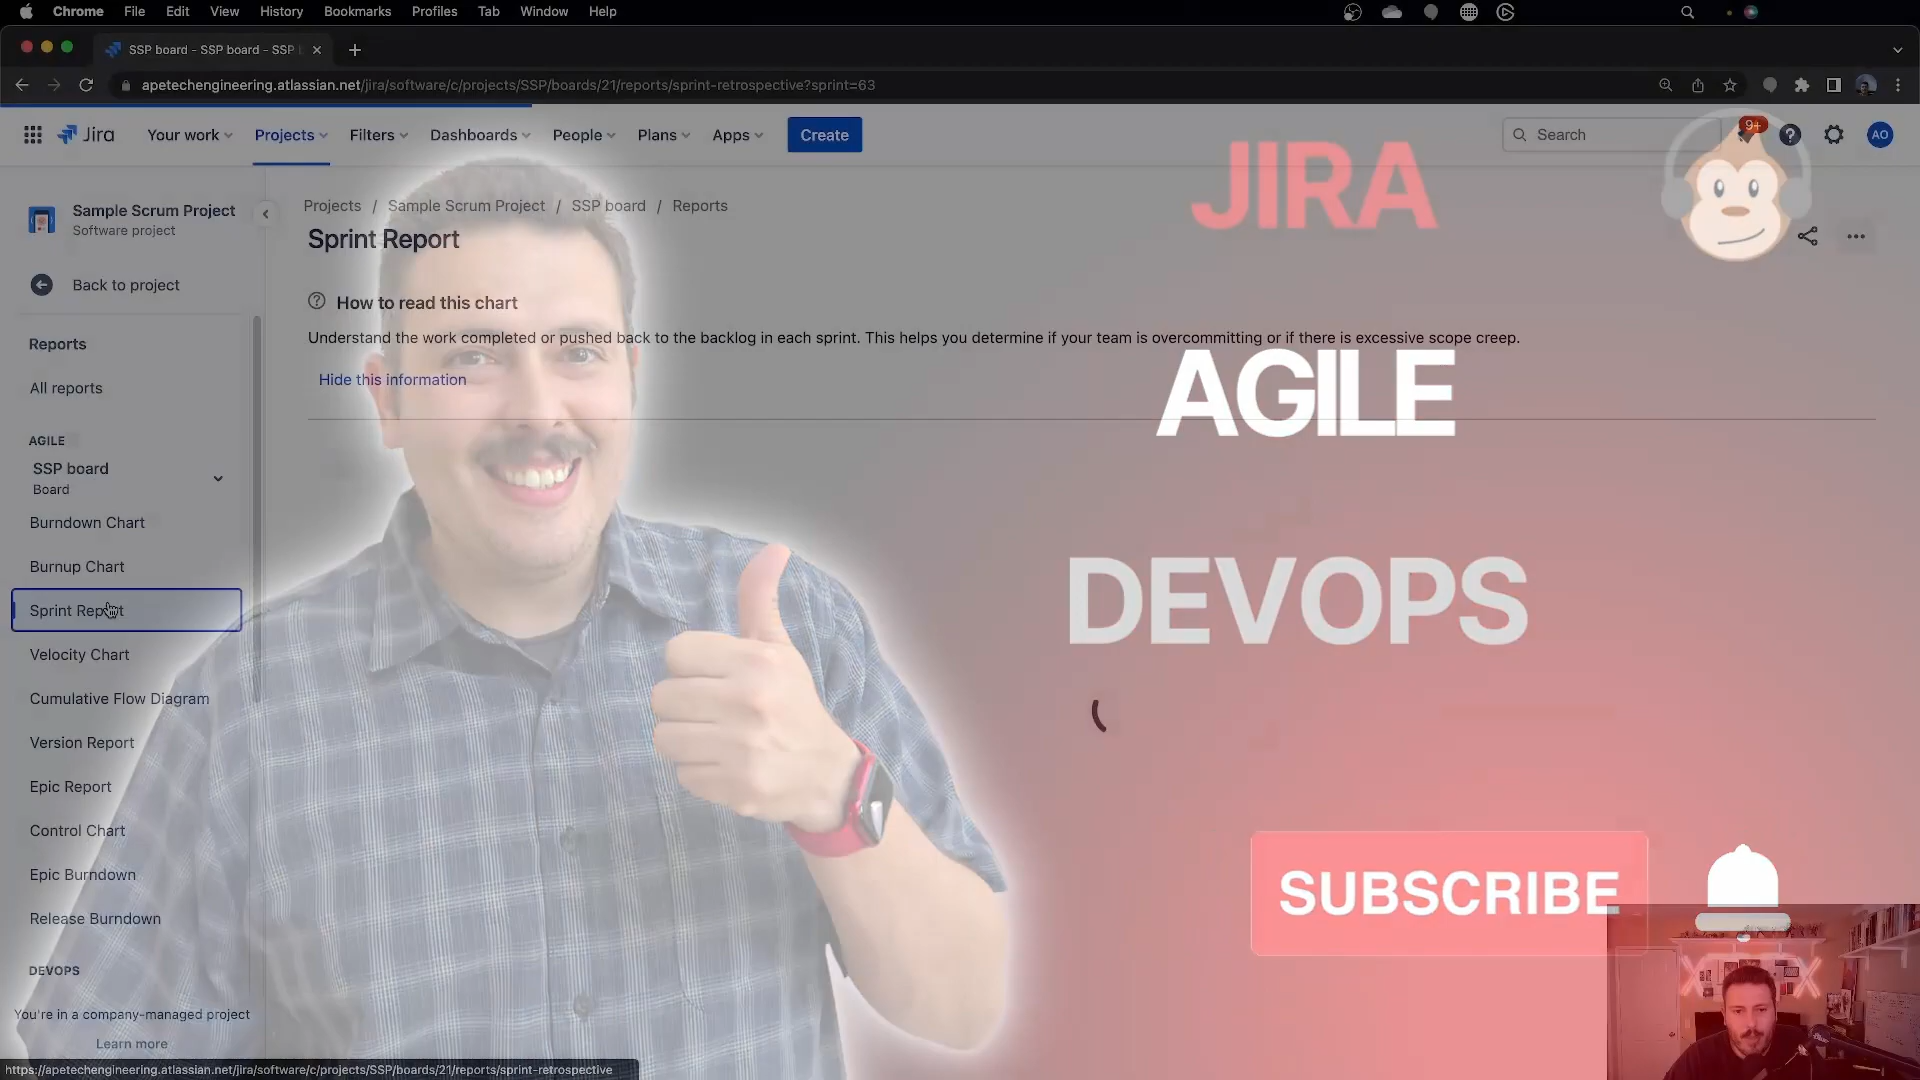 Chrome File Edit View History Bookmarks Profiles Tab Window Help
SSP board - SSP board - SSP
apetechengineering.atlassian.net/jira/software/c/projects/SSP/boards/21/reports/sprint-retrospective?sprint=63
Jira Your work Projects Filters Dashboards People Plans Apps Create Search 9+ AO
JIRA
Sample Scrum Project
Software project
Projects / Sample Scrum Project / SSP board / Reports
Sprint Report
Back to project
How to read this chart
Understand the work completed or pushed back to the backlog in each sprint. This helps you determine if your team is overcommitting or if there is excessive scope creep.
Hide this information
AGILE
Reports
All reports
AGILE
SSP board
Board
Burndown Chart
Burnup Chart
Sprint Report
DEVOPS
Velocity Chart
Cumulative Flow Diagram
Version Report
Epic Report
Control Chart
Epic Burndown
Release Burndown
SUBSCRIBE
DEVOPS
You're in a company-managed project
Learn more
https://apetechengineering.atlassian.net/jira/software/c/projects/SSP/boards/21/reports/sprint-retrospective